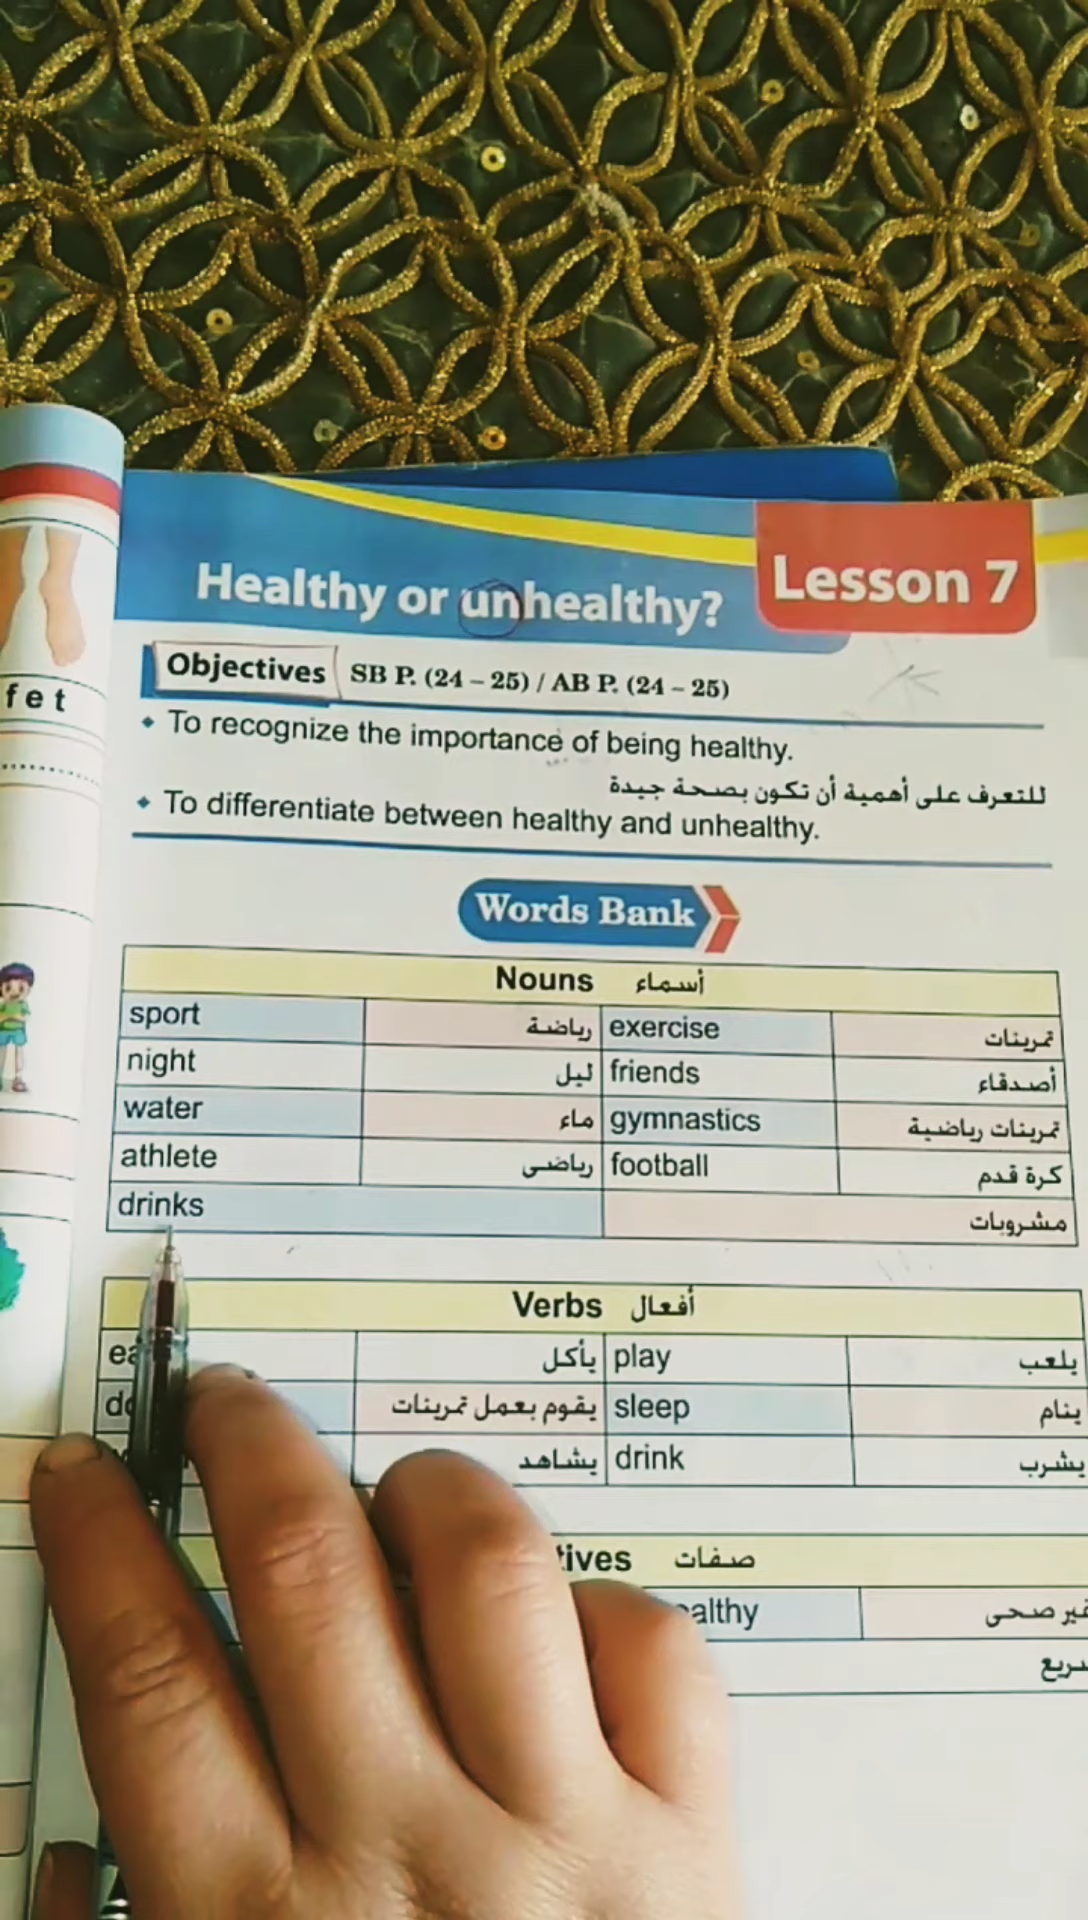 Lesson 7
Healthy or unhealthy?
Objectives SB P. (24 – 25) / AB P. (24 – 25)
fet
To recognize the importance of being healthy.
للتعرف على أهمية أن تكون بصحة جيدة
To differentiate between healthy and unhealthy.
Words Bank
Nouns أسماء
sport رياضة exercise تمرينات
night ليل friends أصدقاء
water ماء gymnastics تمرينات رياضية
athlete رياضى football كرة قدم
drinks مشروبات
Verbs أفعال
يأكل play يلعب
يقوم بعمل تمرينات sleep ينام
يشاهد drink يشرب
صفات
صحى